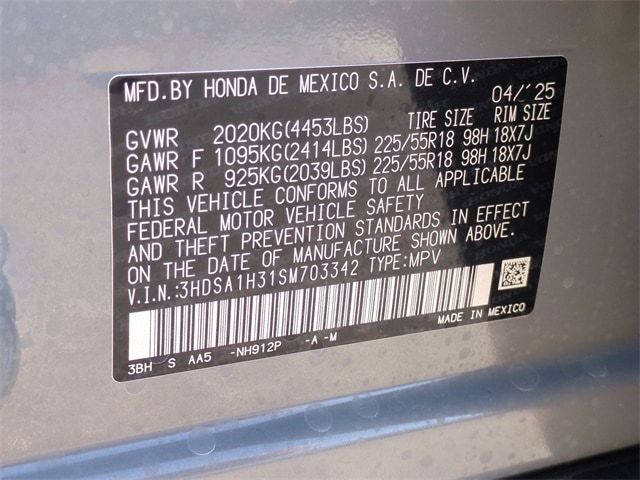 MFD. BY HONDA DE MEXICO S.A. DE C.V. 04/'25
GVWR 2020KG(4453LBS) TIRE SIZE RIM SIZE
GAWR F 1095KG(2414LBS) 225/55R18 98H 18X7J
GAWR R 925KG(2039LBS) 225/55R18 98H 18X7J
THIS VEHICLE CONFORMS TO ALL APPLICABLE
FEDERAL MOTOR VEHICLE SAFETY
AND THEFT PREVENTION STANDARDS IN EFFECT
ON THE DATE OF MANUFACTURE SHOWN ABOVE.
V.I.N.:3HDSA1H31SM703342 TYPE:MPV
MADE IN MEXICO
3BH S AA5 -NH912P -A -M